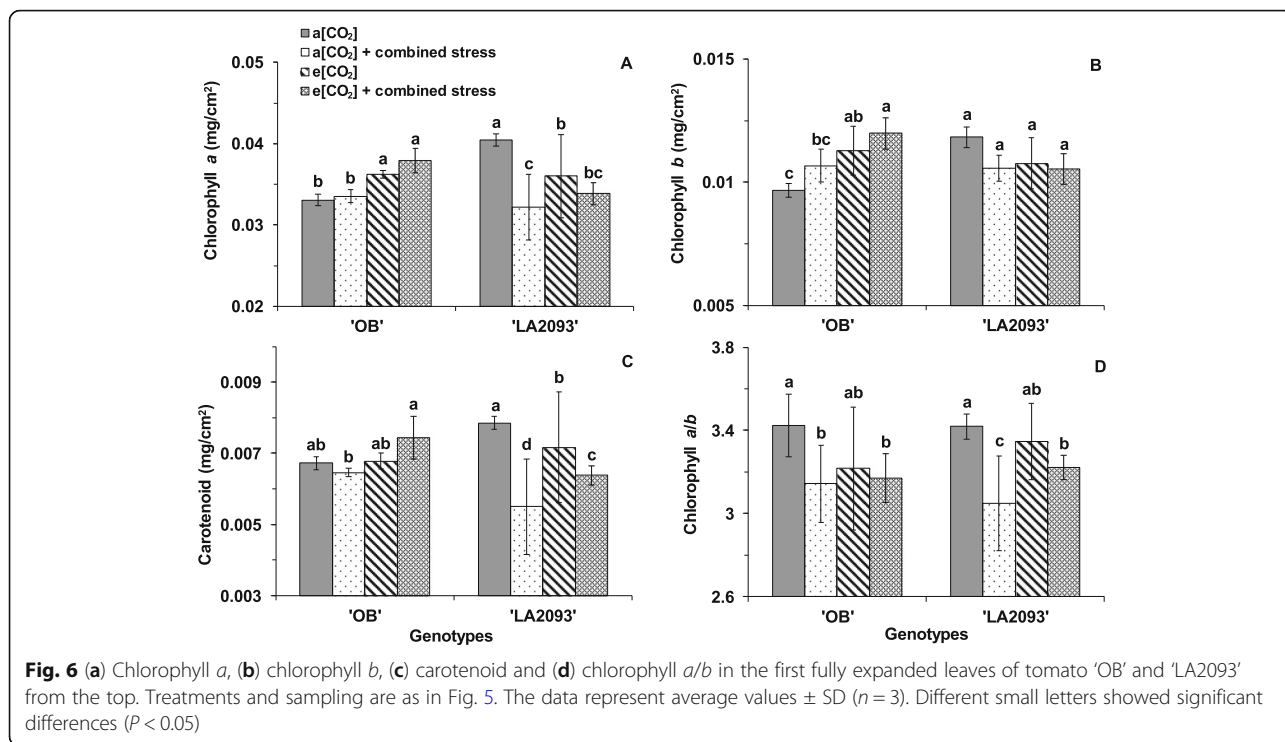 a[CO₂]
a[CO₂] + combined stress
e[CO₂]
e[CO₂] + combined stress
A
Chlorophyll a (mg/cm²)
0.05
0.04
0.03
0.02
b b a a a c b bc
'OB' 'LA2093'
B
Chlorophyll b (mg/cm²)
0.015
0.01
0.005
c bc ab a a a a a
'OB' 'LA2093'
C
Carotenoid (mg/cm²)
0.009
0.007
0.005
0.003
ab b ab a a d b c
'OB' 'LA2093'
Genotypes
D
Chlorophyll a/b
3.8
3.4
3
2.6
a b ab b a c ab b
'OB' 'LA2093'
Genotypes
Fig. 6 (a) Chlorophyll a, (b) chlorophyll b, (c) carotenoid and (d) chlorophyll a/b in the first fully expanded leaves of tomato ‘OB’ and ‘LA2093’
from the top. Treatments and sampling are as in Fig. 5. The data represent average values ± SD (n = 3). Different small letters showed significant
differences (P < 0.05)